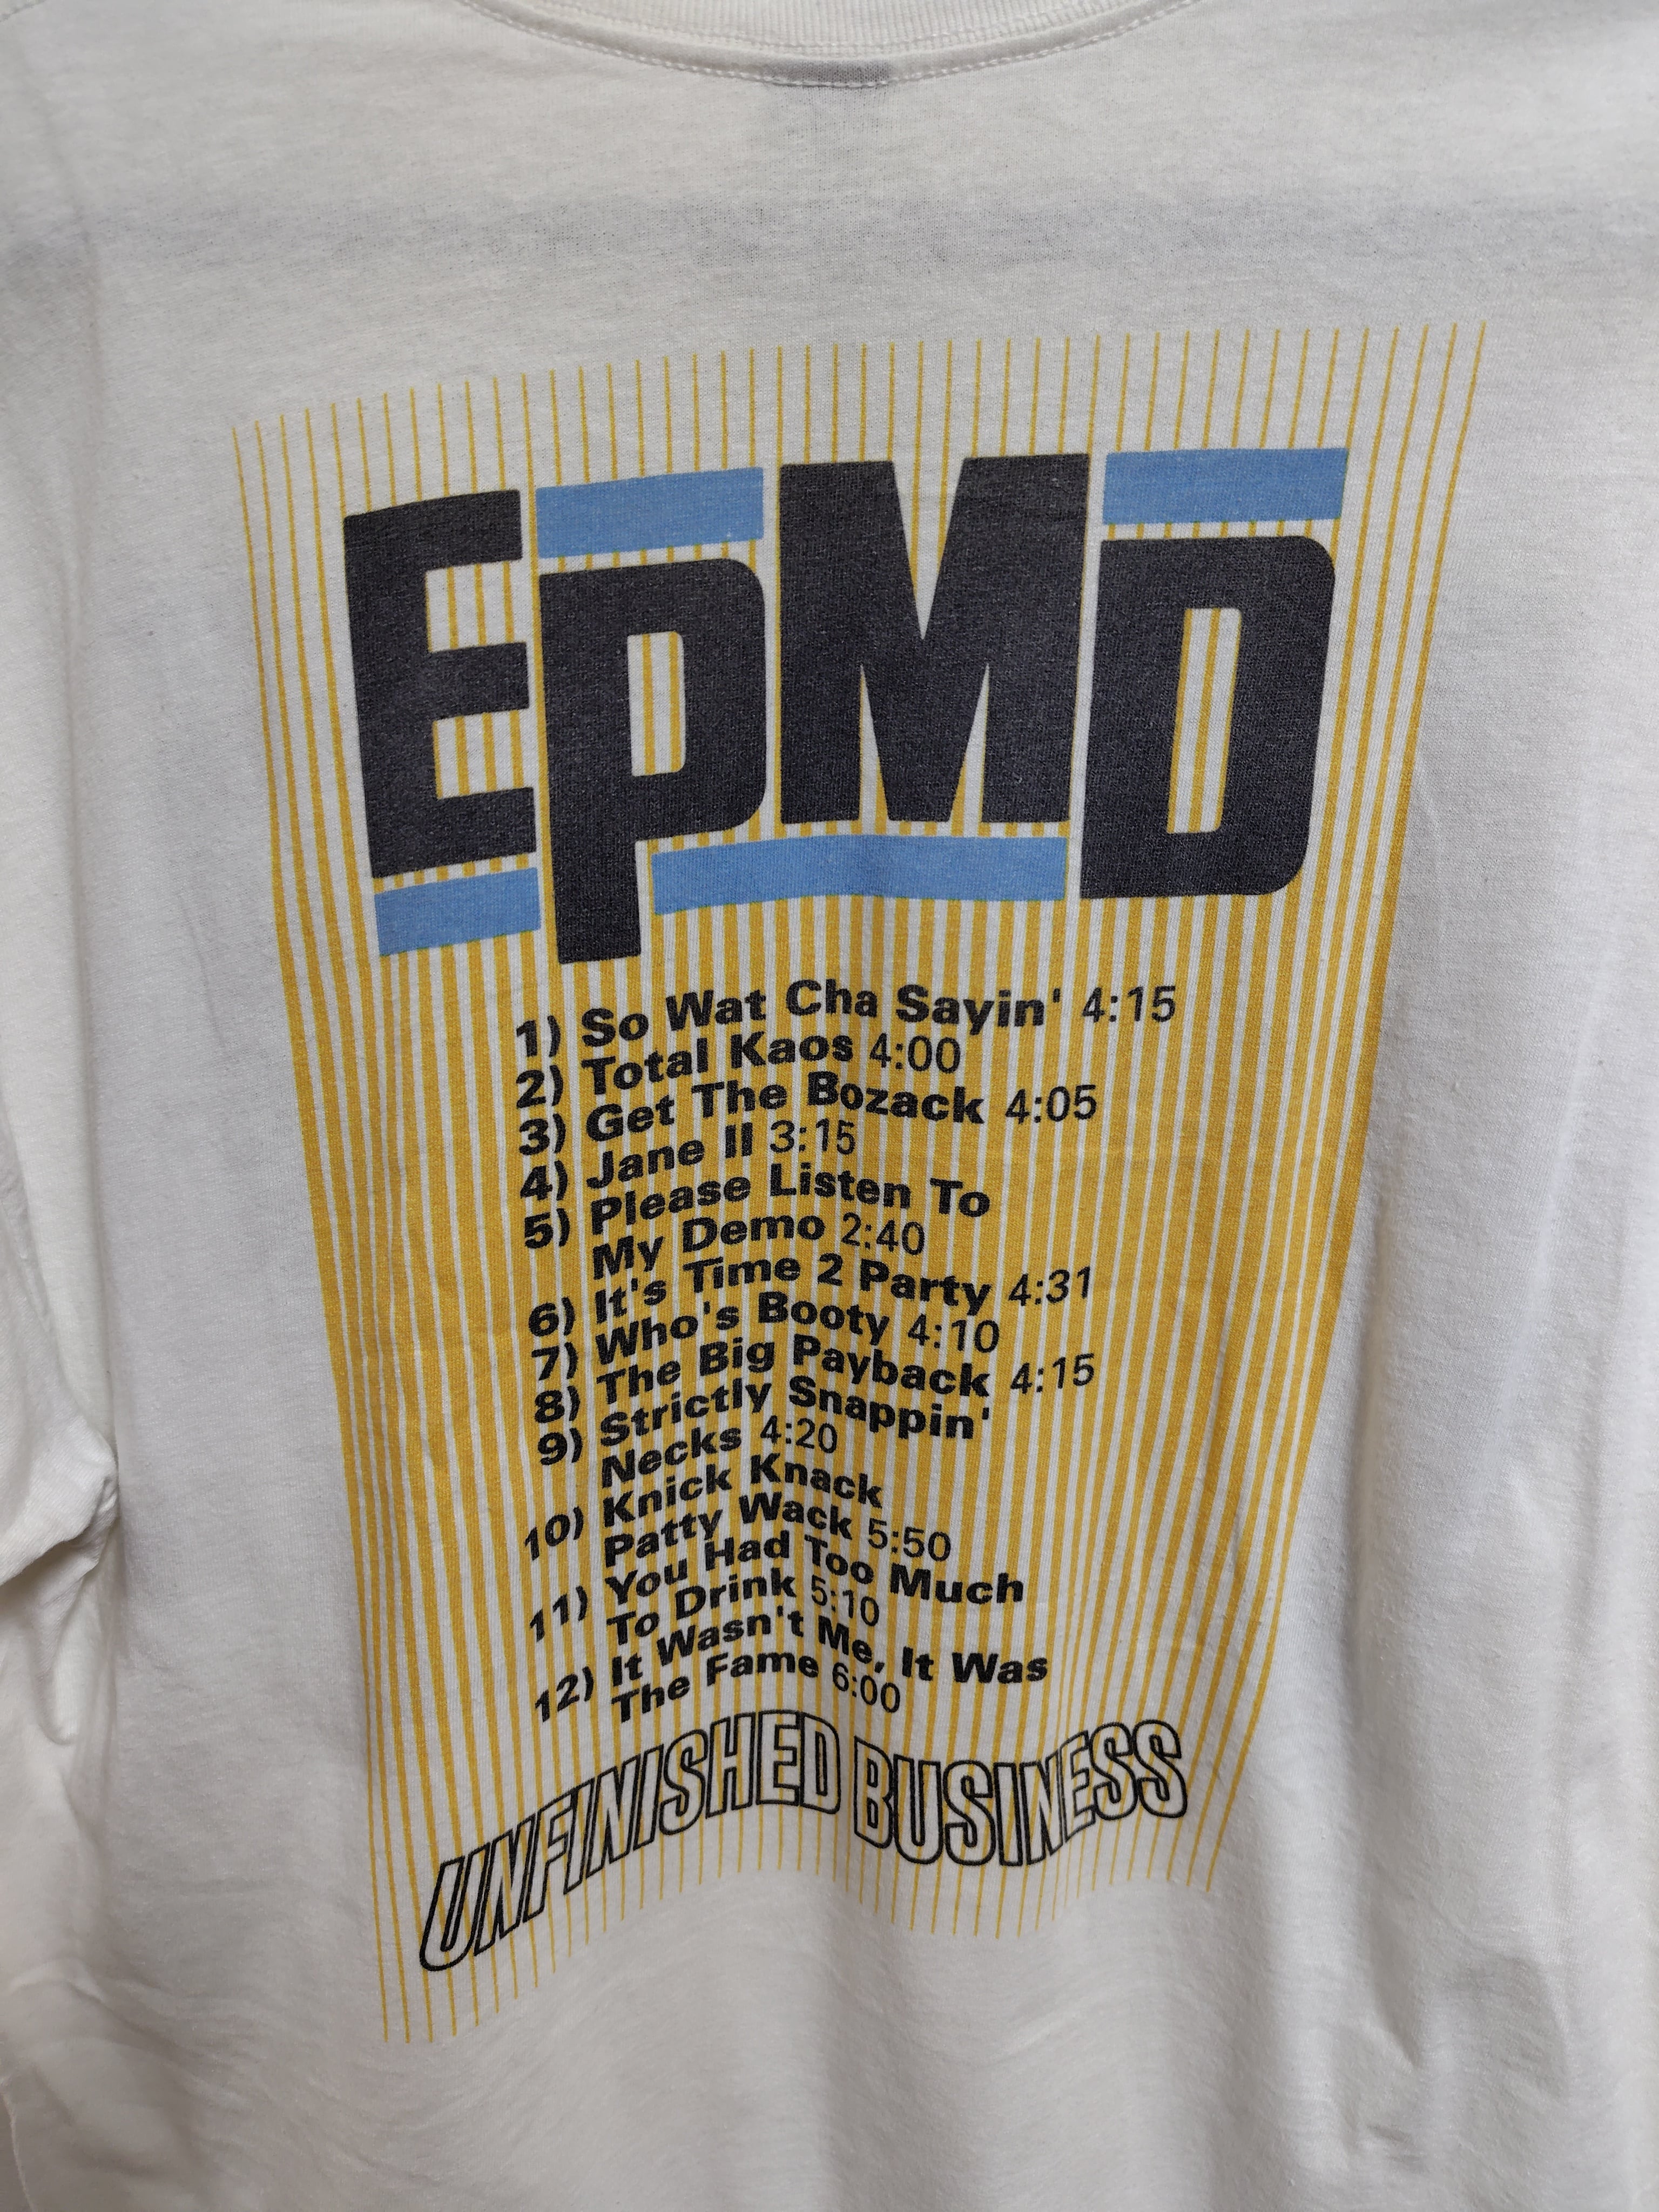 EPMD
1) So Wat Cha Sayin' 4:15
2) Total Kaos 4:00
3) Get The Bozack 4:05
4) Jane II 3:15
5) Please Listen To
My Demo 2:40
6) It's Time 2 Party 4:31
7) Who's Booty 4:10
8) The Big Payback 4:15
9) Strictly Snappin'
Necks 4:20
10) Knick Knack
Patty Wack 5:50
11) You Had Too Much
To Drink 5:10
12) It Wasn't Me, It Was
The Fame 6:00
UNFINISHED BUSINESS